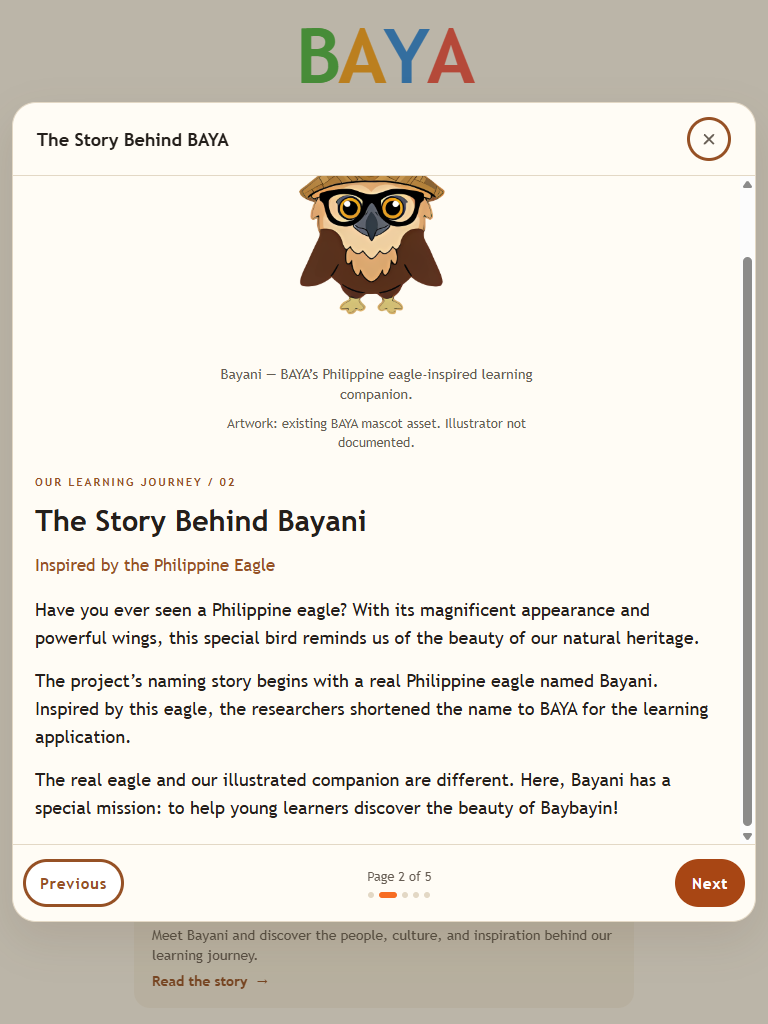 BAYA
The Story Behind BAYA
Bayani — BAYA’s Philippine eagle-inspired learning
companion.
Artwork: existing BAYA mascot asset. Illustrator not
documented.
OUR LEARNING JOURNEY / 02
The Story Behind Bayani
Inspired by the Philippine Eagle
Have you ever seen a Philippine eagle? With its magnificent appearance and
powerful wings, this special bird reminds us of the beauty of our natural heritage.
The project’s naming story begins with a real Philippine eagle named Bayani.
Inspired by this eagle, the researchers shortened the name to BAYA for the learning
application.
The real eagle and our illustrated companion are different. Here, Bayani has a
special mission: to help young learners discover the beauty of Baybayin!
Previous
Page 2 of 5
Next
Meet Bayani and discover the people, culture, and inspiration behind our
learning journey.
Read the story →